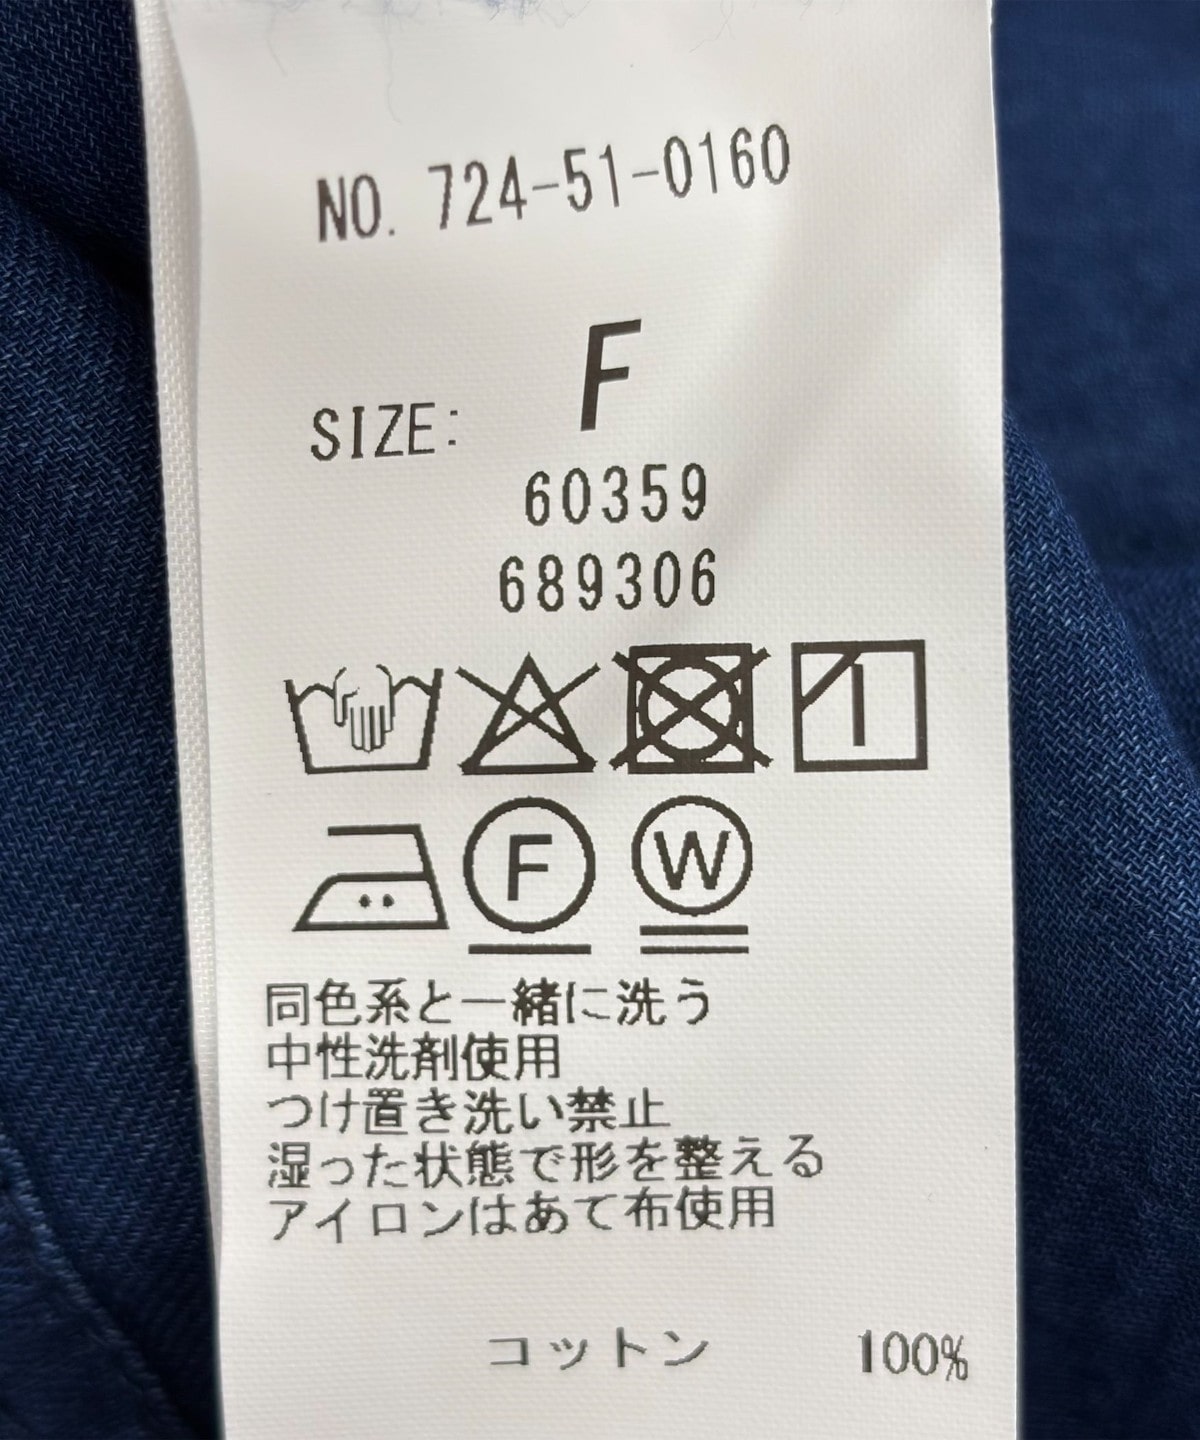 NO. 724-51-0160
SIZE: F
60359
689306
F W
同色系と一緒に洗う
中性洗剤使用
つけ置き洗い禁止
湿った状態で形を整える
アイロンはあて布使用
コットン 100%